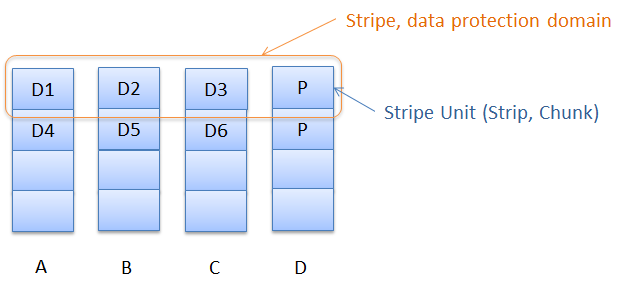 Stripe, data protection domain
D1 D2 D3 P
Stripe Unit (Strip, Chunk)
D4 D5 D6 P
A B C D